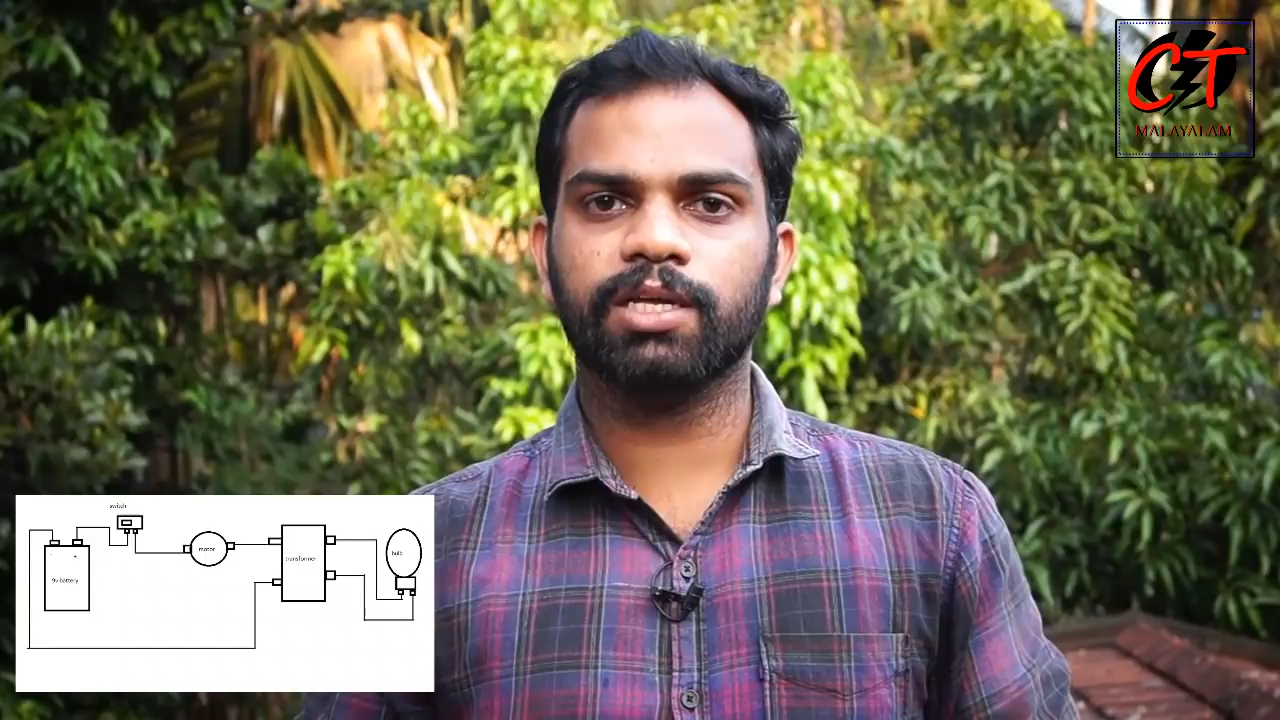 CT
MALAYALAM
switch
+
9v battery
motor
transformer
bulb